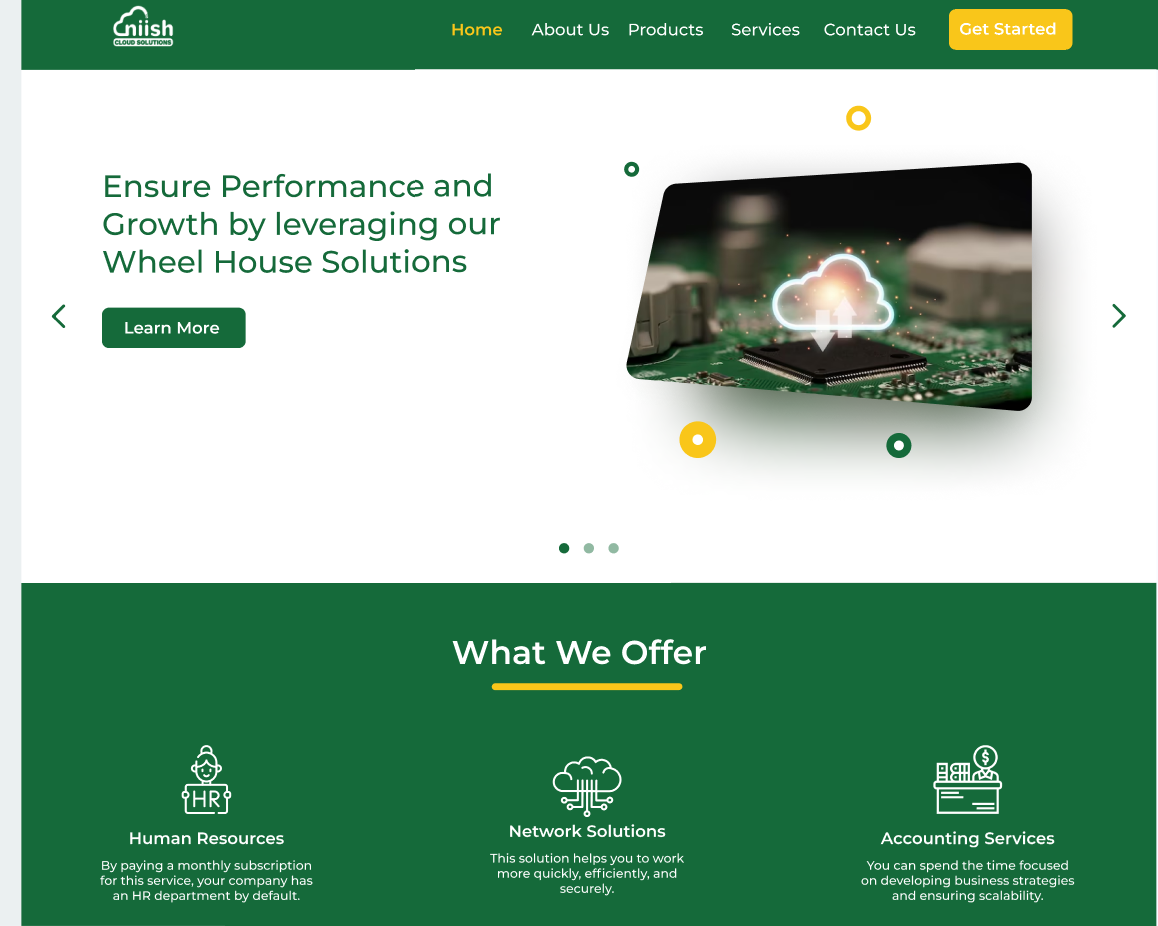 niish
CLOUD SOLUTIONS
Home About Us Products Services Contact Us Get Started
Ensure Performance and
Growth by leveraging our
Wheel House Solutions
Learn More
What We Offer
HR
$
Human Resources
By paying a monthly subscription
for this service, your company has
an HR department by default.
Network Solutions
This solution helps you to work
more quickly, efficiently, and
securely.
Accounting Services
You can spend the time focused
on developing business strategies
and ensuring scalability.